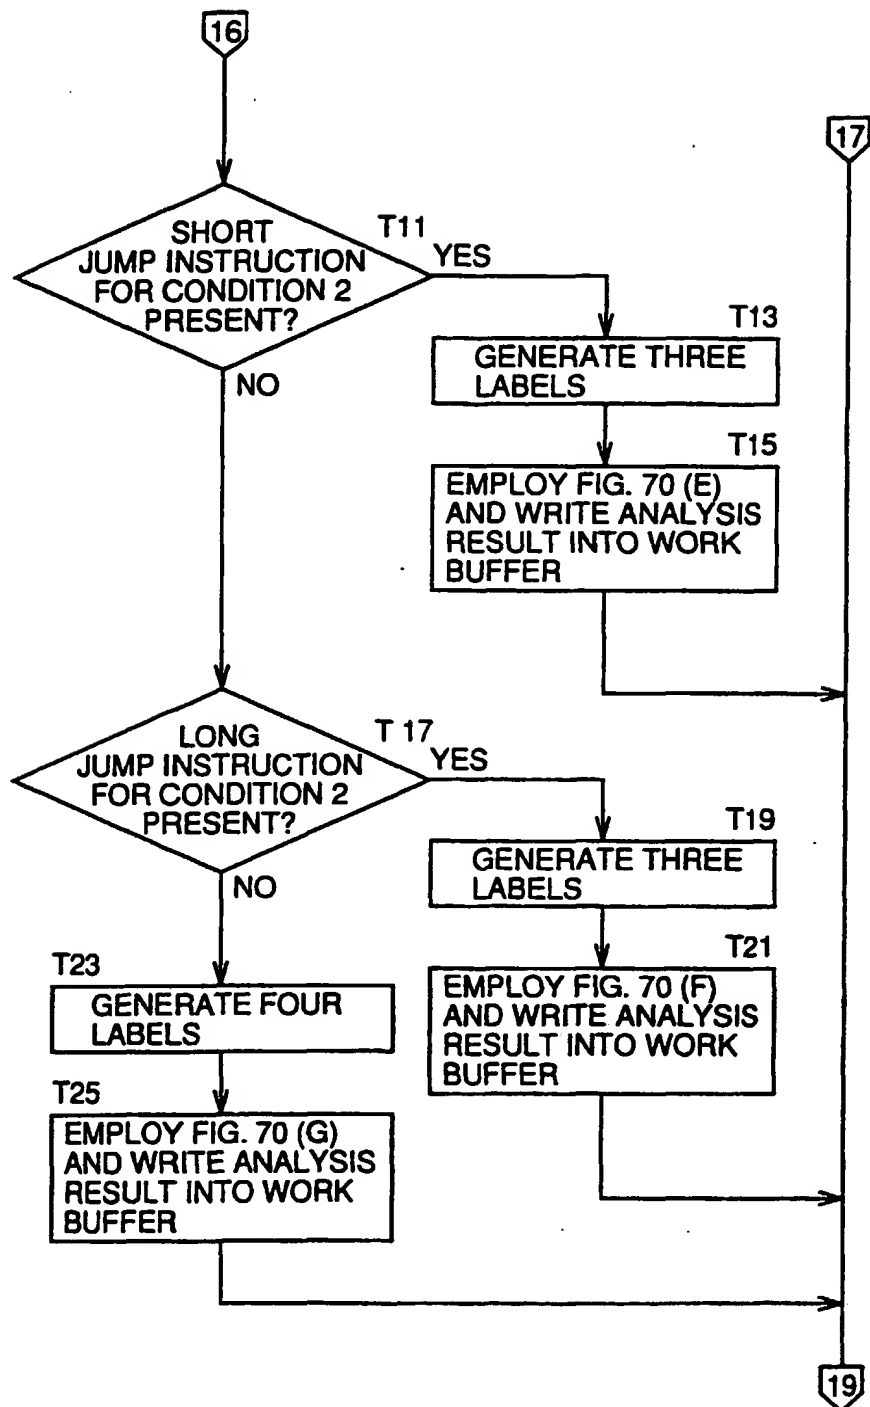 16
17
SHORT
JUMP INSTRUCTION
FOR CONDITION 2
PRESENT?
T11
YES
NO
T13
GENERATE THREE
LABELS
T15
EMPLOY FIG. 70 (E)
AND WRITE ANALYSIS
RESULT INTO WORK
BUFFER
LONG
JUMP INSTRUCTION
FOR CONDITION 2
PRESENT?
T 17
YES
NO
T19
GENERATE THREE
LABELS
T21
EMPLOY FIG. 70 (F)
AND WRITE ANALYSIS
RESULT INTO WORK
BUFFER
T23
GENERATE FOUR
LABELS
T25
EMPLOY FIG. 70 (G)
AND WRITE ANALYSIS
RESULT INTO WORK
BUFFER
19